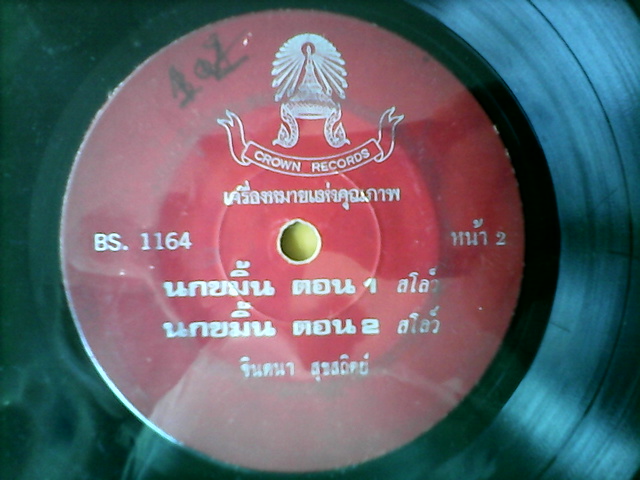 CROWN RECORDS
เครื่องหมายแห่งคุณภาพ
BS. 1164
หน้า 2
นกขมิ้น ตอน 1 สโลว์
นกขมิ้น ตอน 2 สโลว์
จินตนา สุขสถิตย์